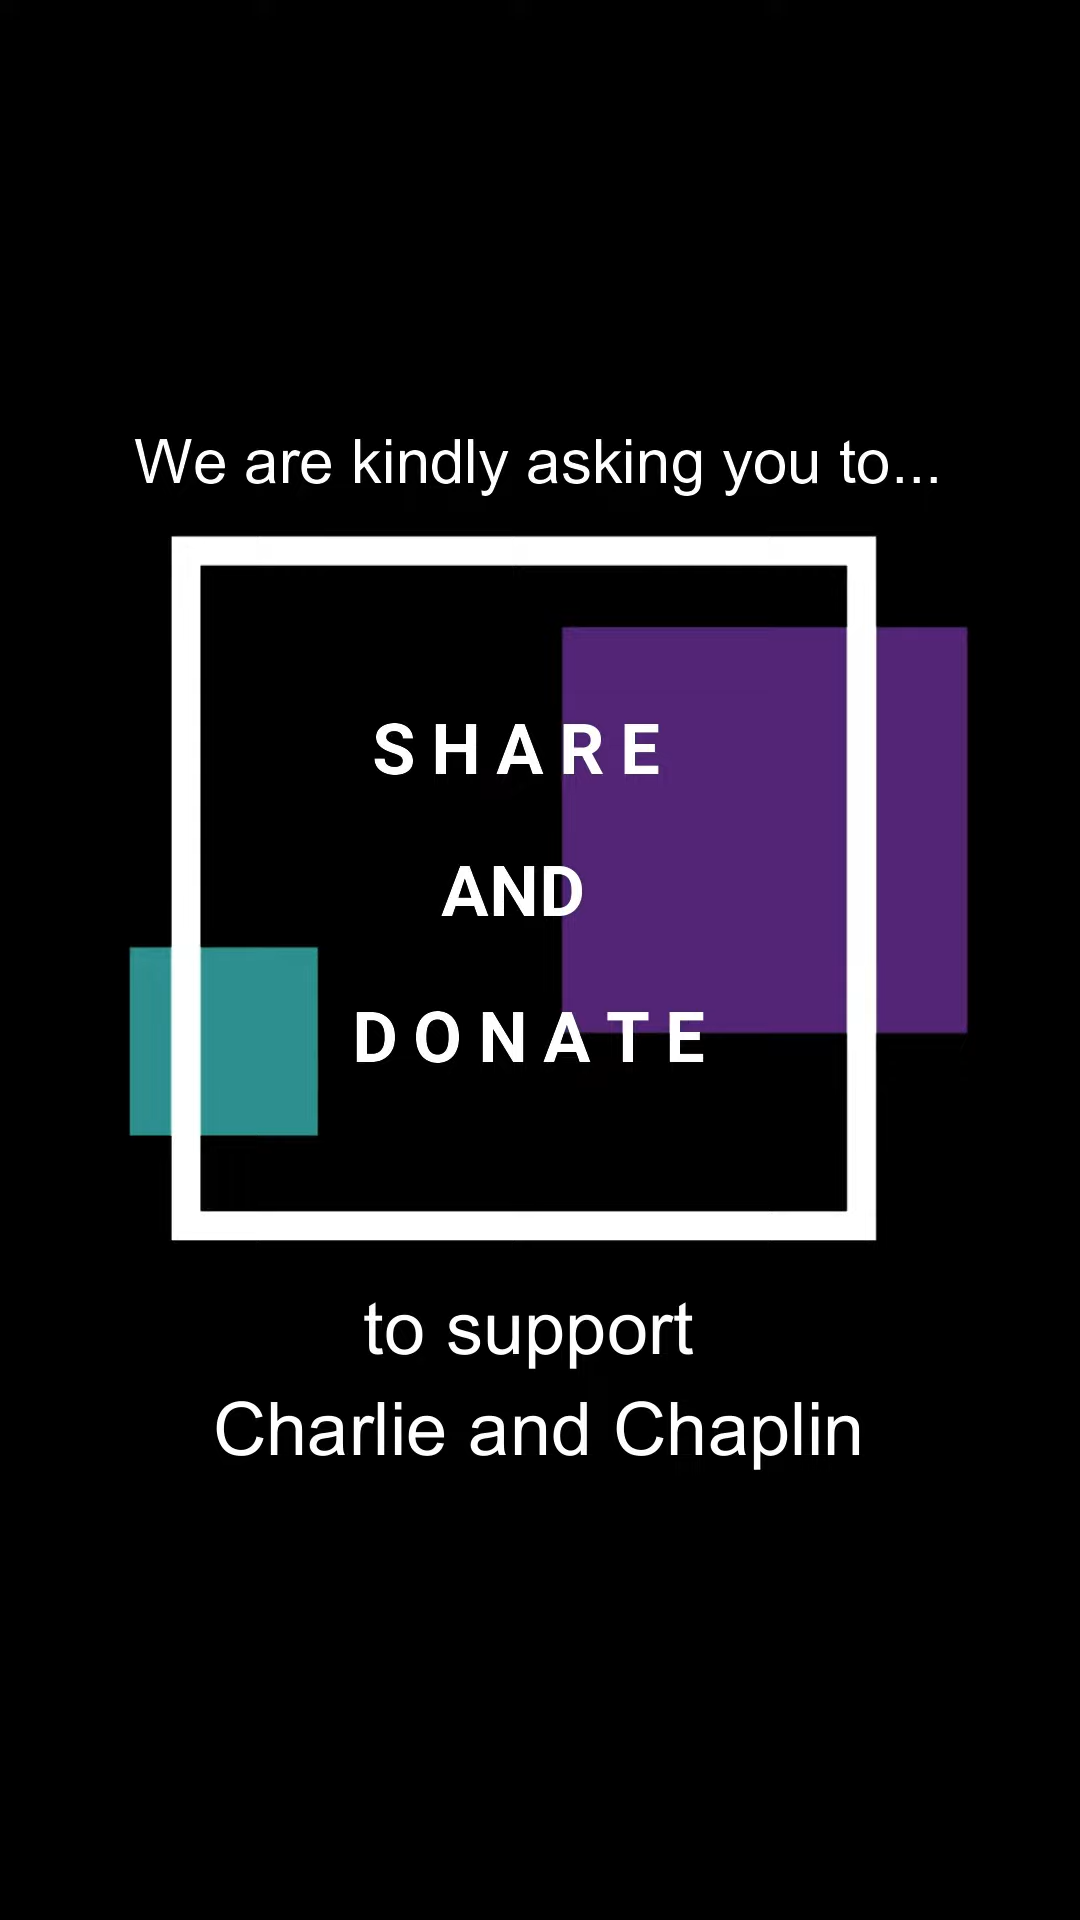 We are kindly asking you to...
SHARE
AND
DONATE
to support
Charlie and Chaplin